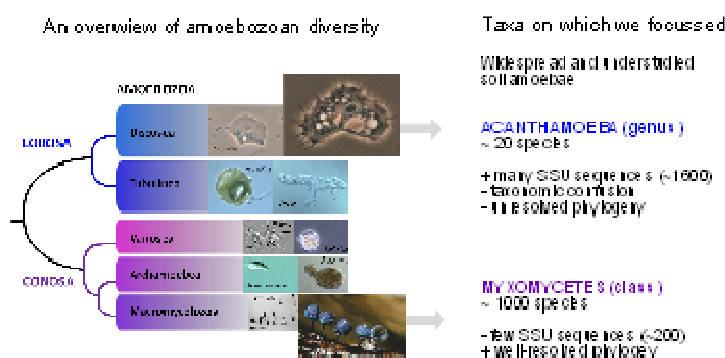 An overview of amoebozoan diversity
Taxa on which we focussed
Widespread and understudied
soil amoebae
AMOEBOZOA
LOBOSA
Discosea
ACANTHAMOEBA (genus)
~ 20 species
Tubulinea
+ many SSU sequences (~1600)
- taxonomic confusion
- unresolved phylogeny
Variosea
CONOSA
Archamoebea
MYXOMYCETES (class)
~ 1000 species
Macromycetozoa
- few SSU sequences (~200)
+ well-resolved phylogeny